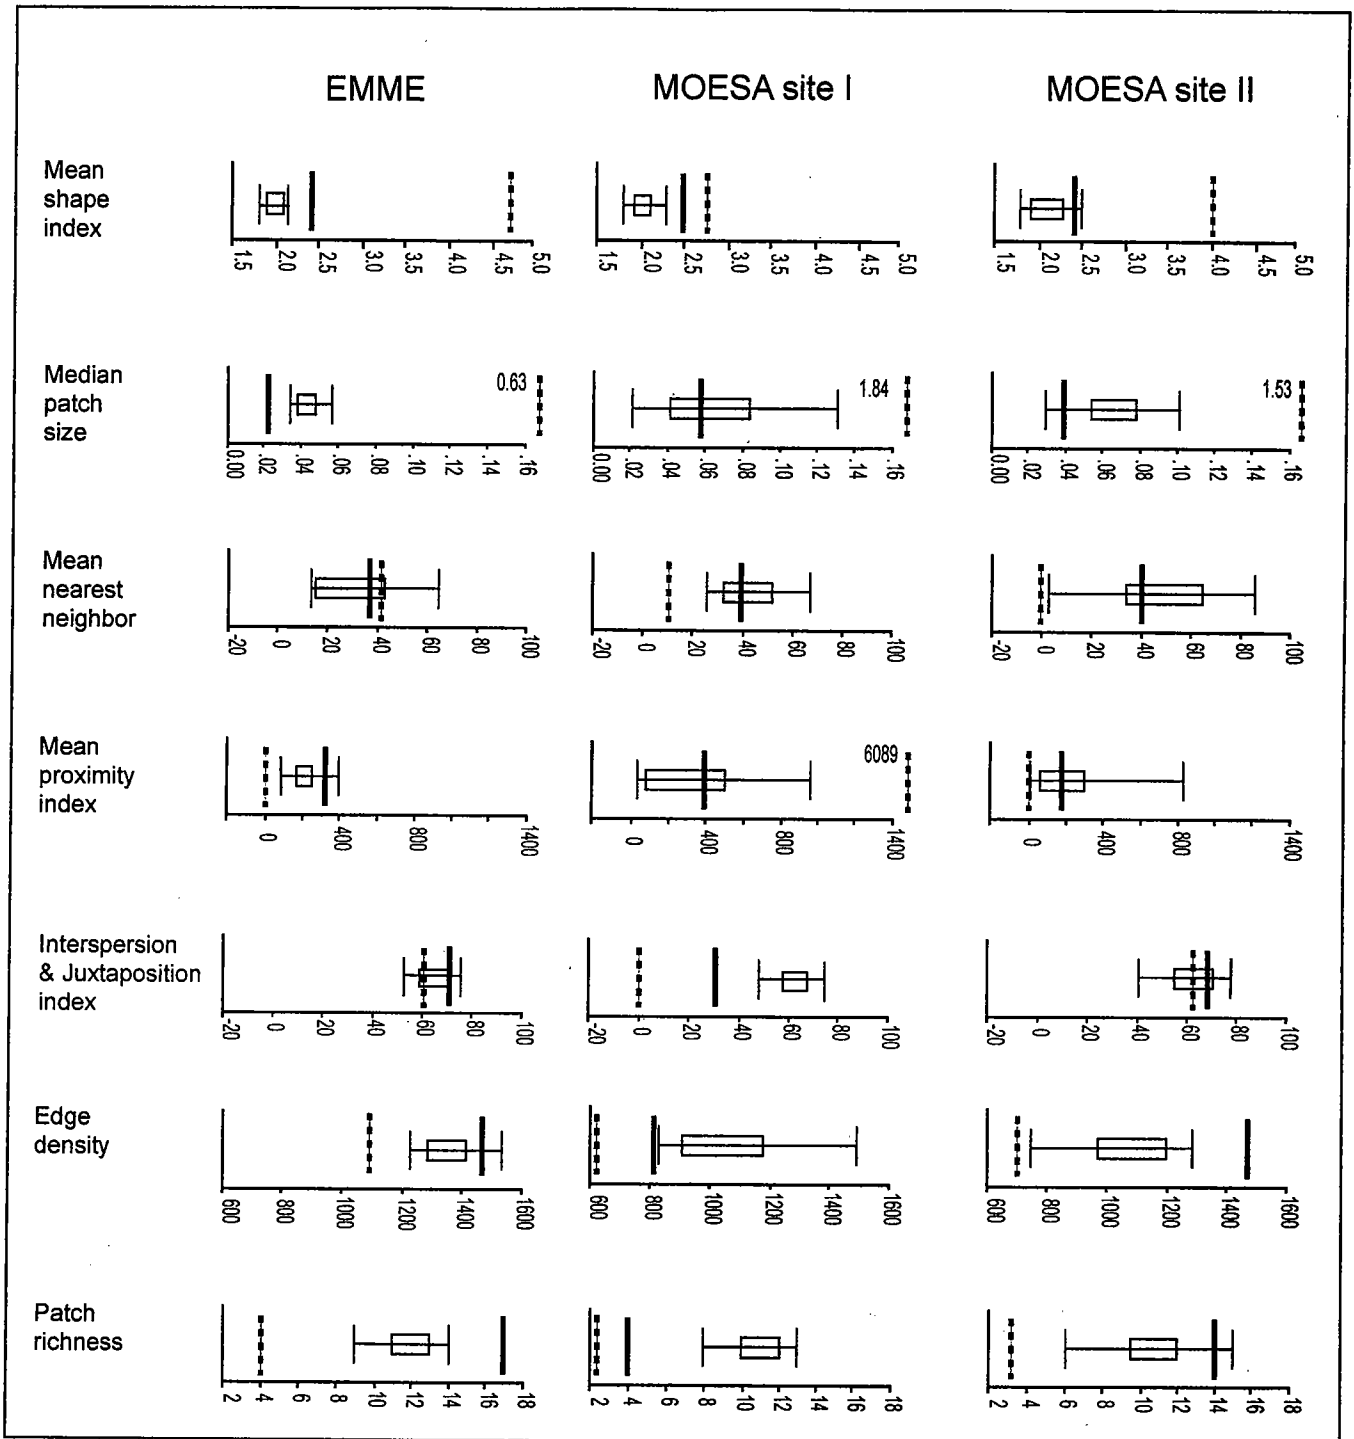 EMME MOESA site I MOESA site II
Mean
shape
index
1.5 2.0 2.5 3.0 3.5 4.0 4.5 5.0
1.5 2.0 2.5 3.0 3.5 4.0 4.5 5.0
1.5 2.0 2.5 3.0 3.5 4.0 4.5 5.0
Median
patch
size
0.63
1.84
1.53
0.00 .02 .04 .06 .08 .10 .12 .14 .16
0.00 .02 .04 .06 .08 .10 .12 .14 .16
0.00 .02 .04 .06 .08 .10 .12 .14 .16
Mean
nearest
neighbor
-20 0 20 40 60 80 100
-20 0 20 40 60 80 100
-20 0 20 40 60 80 100
Mean
proximity
index
6089
0 400 800 1400
0 400 800 1400
0 400 800 1400
Interspersion
& Juxtaposition
index
-20 0 20 40 60 80 100
-20 0 20 40 60 80 100
-20 0 20 40 60 80 100
Edge
density
600 800 1000 1200 1400 1600
600 800 1000 1200 1400 1600
600 800 1000 1200 1400 1600
Patch
richness
2 4 6 8 10 12 14 16 18
2 4 6 8 10 12 14 16 18
2 4 6 8 10 12 14 16 18